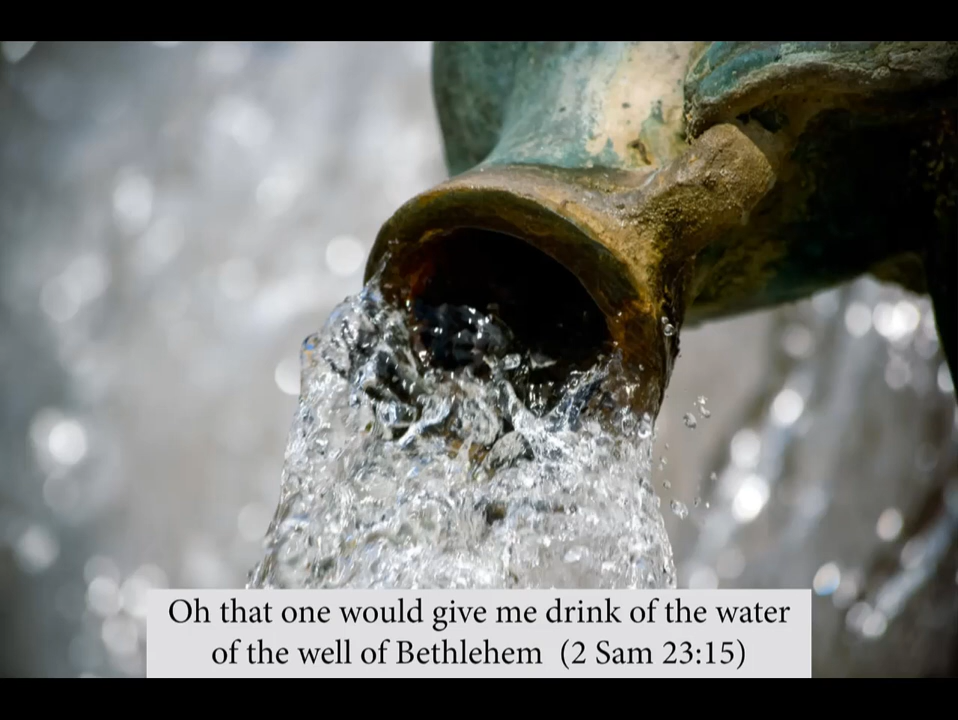 Oh that one would give me drink of the water
of the well of Bethlehem  (2 Sam 23:15)